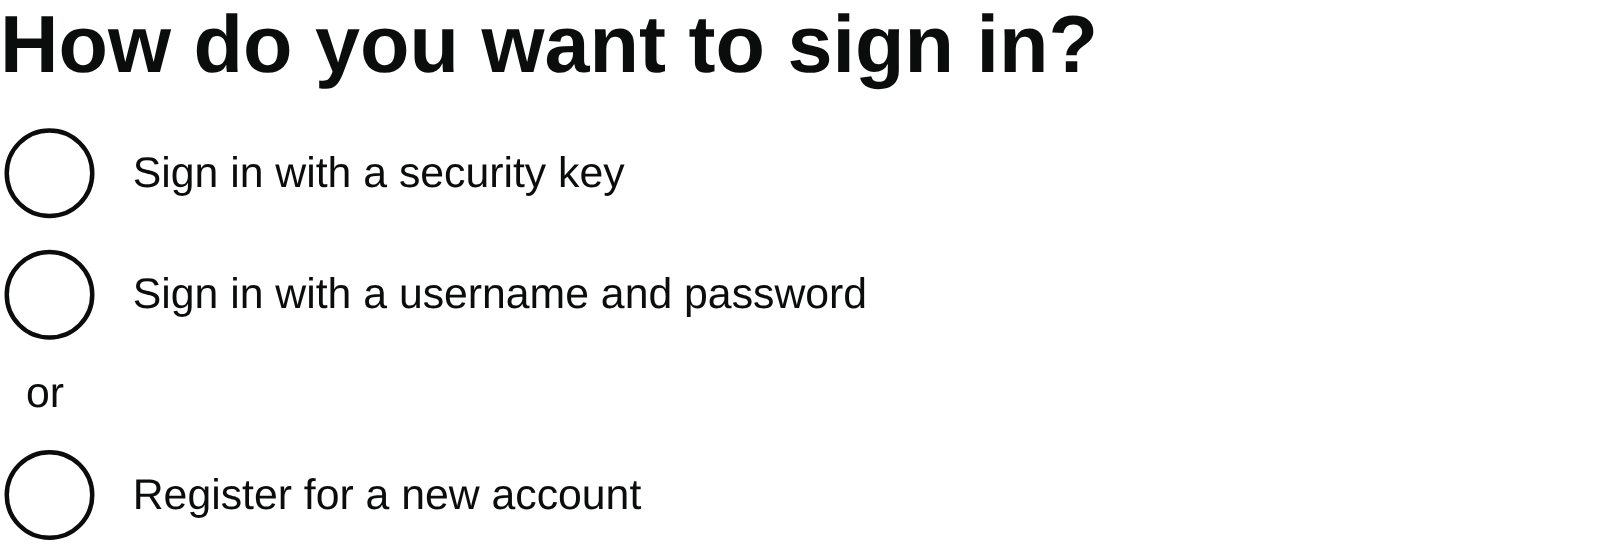 How do you want to sign in?
Sign in with a security key
Sign in with a username and password
or
Register for a new account